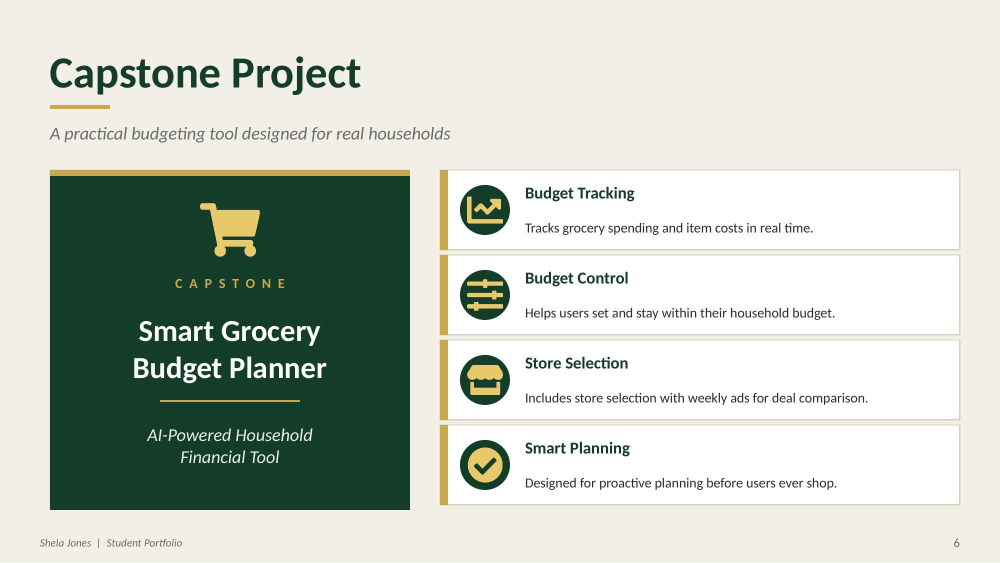 Capstone Project
A practical budgeting tool designed for real households
CAPSTONE
Smart Grocery
Budget Planner
AI-Powered Household
Financial Tool
Budget Tracking
Tracks grocery spending and item costs in real time.
Budget Control
Helps users set and stay within their household budget.
Store Selection
Includes store selection with weekly ads for deal comparison.
Smart Planning
Designed for proactive planning before users ever shop.
Shela Jones | Student Portfolio
6